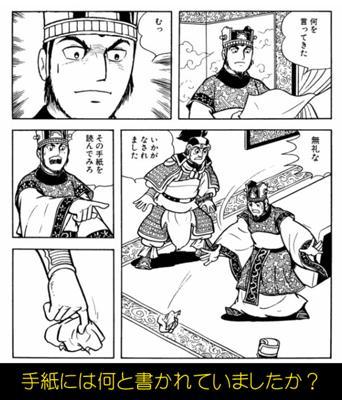 何を
言ってきた
むっ
無礼な
いかが
なされ
ました
その手紙を
読んでみろ
手紙には何と書かれていましたか？